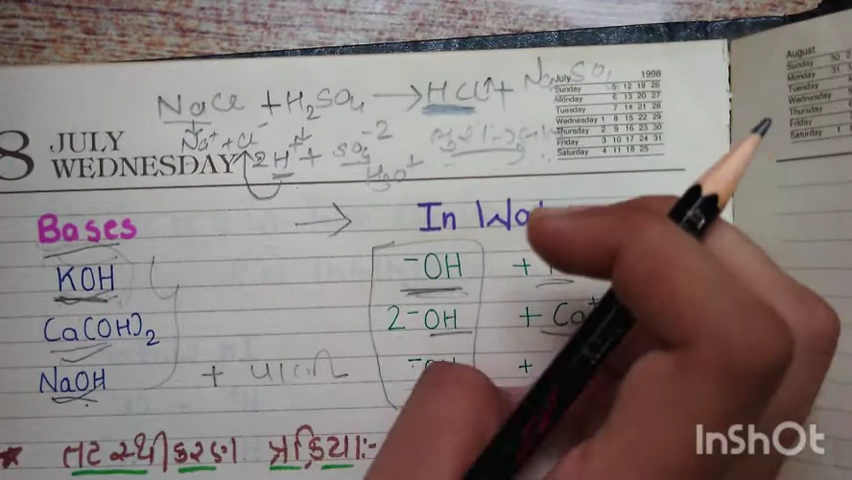 NaCl + H₂SO₄ → HCl↑ + Na₂SO₄
Na⁺ + Cl⁻
2H⁺ + SO₄⁻²
H₃O⁺
8 JULY
WEDNESDAY
July 1998
Sunday 5 12 19 26
Monday 6 13 20 27
Tuesday 7 14 21 28
Wednesday 1 8 15 22 29
Thursday 2 9 16 23 30
Friday 3 10 17 24 31
Saturday 4 11 18 25
August
Sunday 30
Monday 31
Tuesday
Wednesday
Thursday
Friday
Saturday 1
Bases → In
KOH ⁻OH +
Ca(OH)₂ 2⁻OH + Ca⁺
NaOH + પાણી ⁻OH +
* તટસ્થીકરણ પ્રક્રિયા:-
InShOt